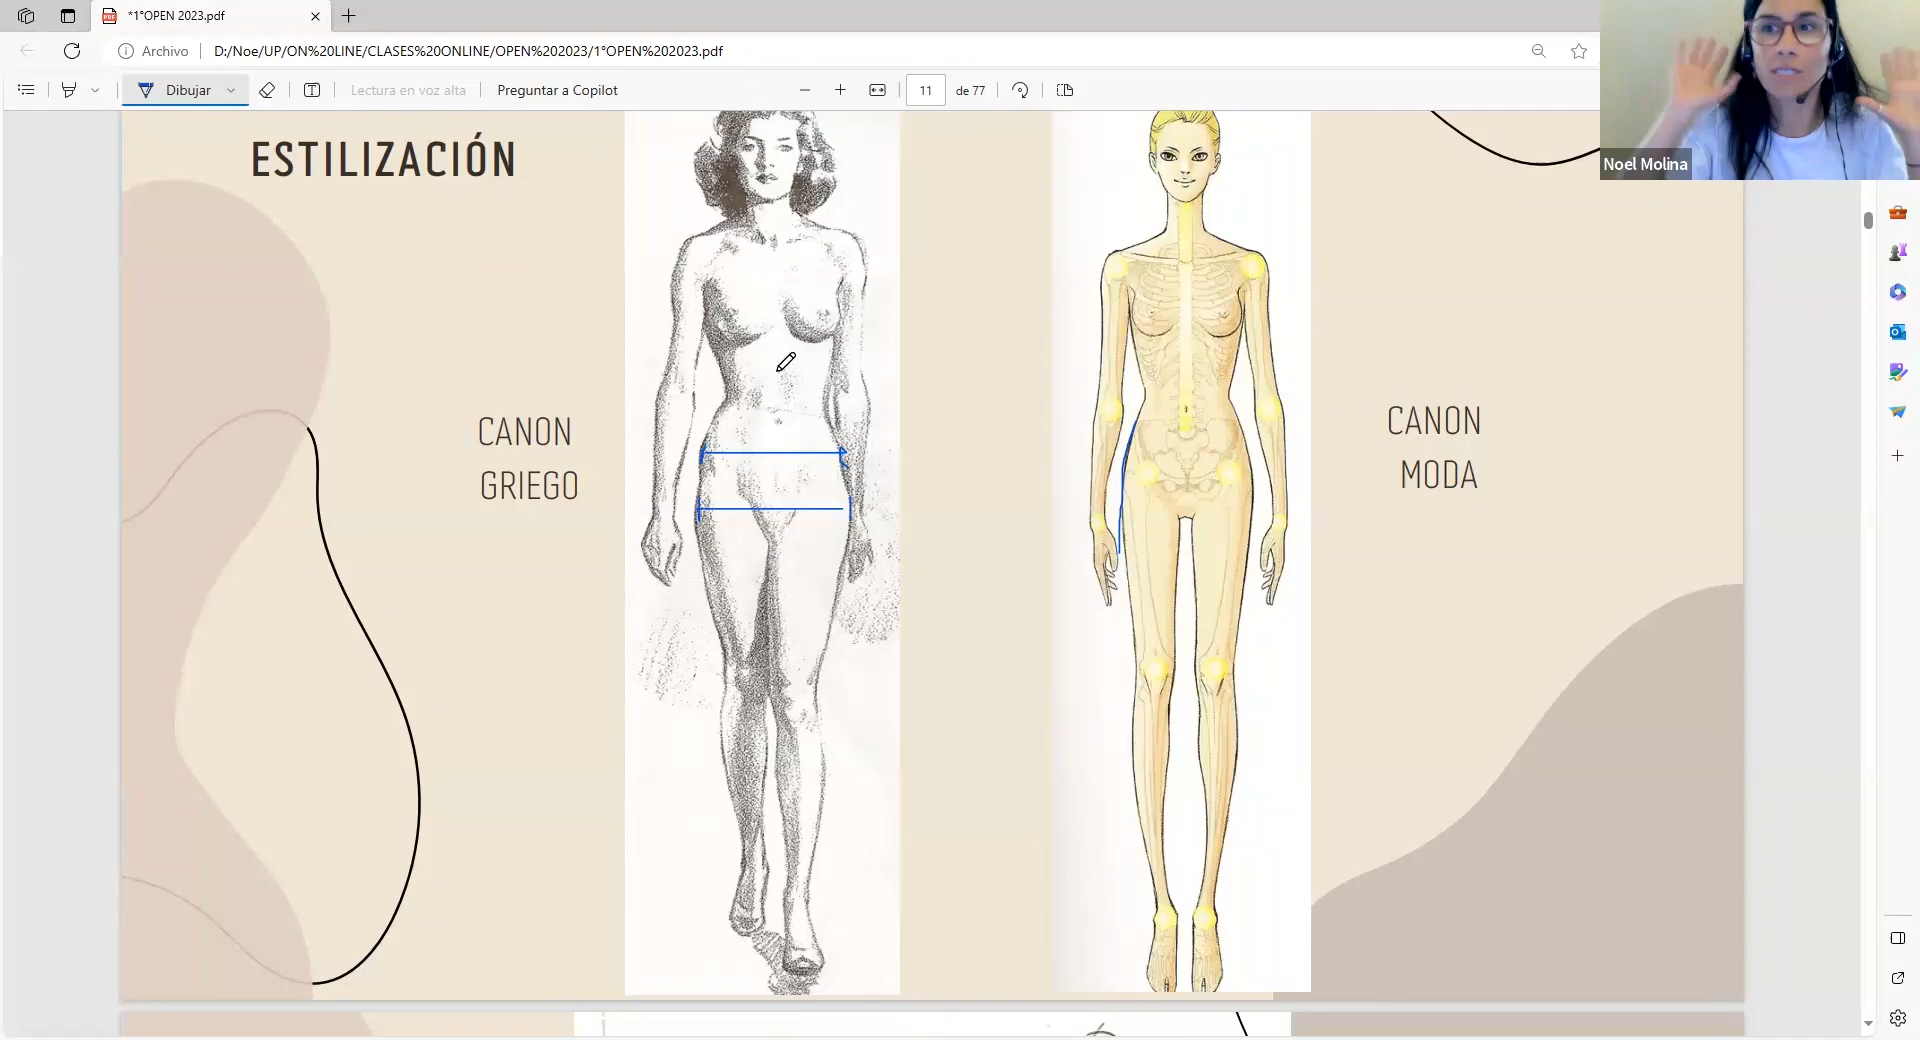 *1°OPEN 2023.pdf
Archivo
D:/Noe/UP/ON%20LINE/CLASES%20ONLINE/OPEN%202023/1°OPEN%202023.pdf
Dibujar
Lectura en voz alta
Preguntar a Copilot
11
de 77
Noel Molina
ESTILIZACIÓN
CANON
GRIEGO
CANON
MODA